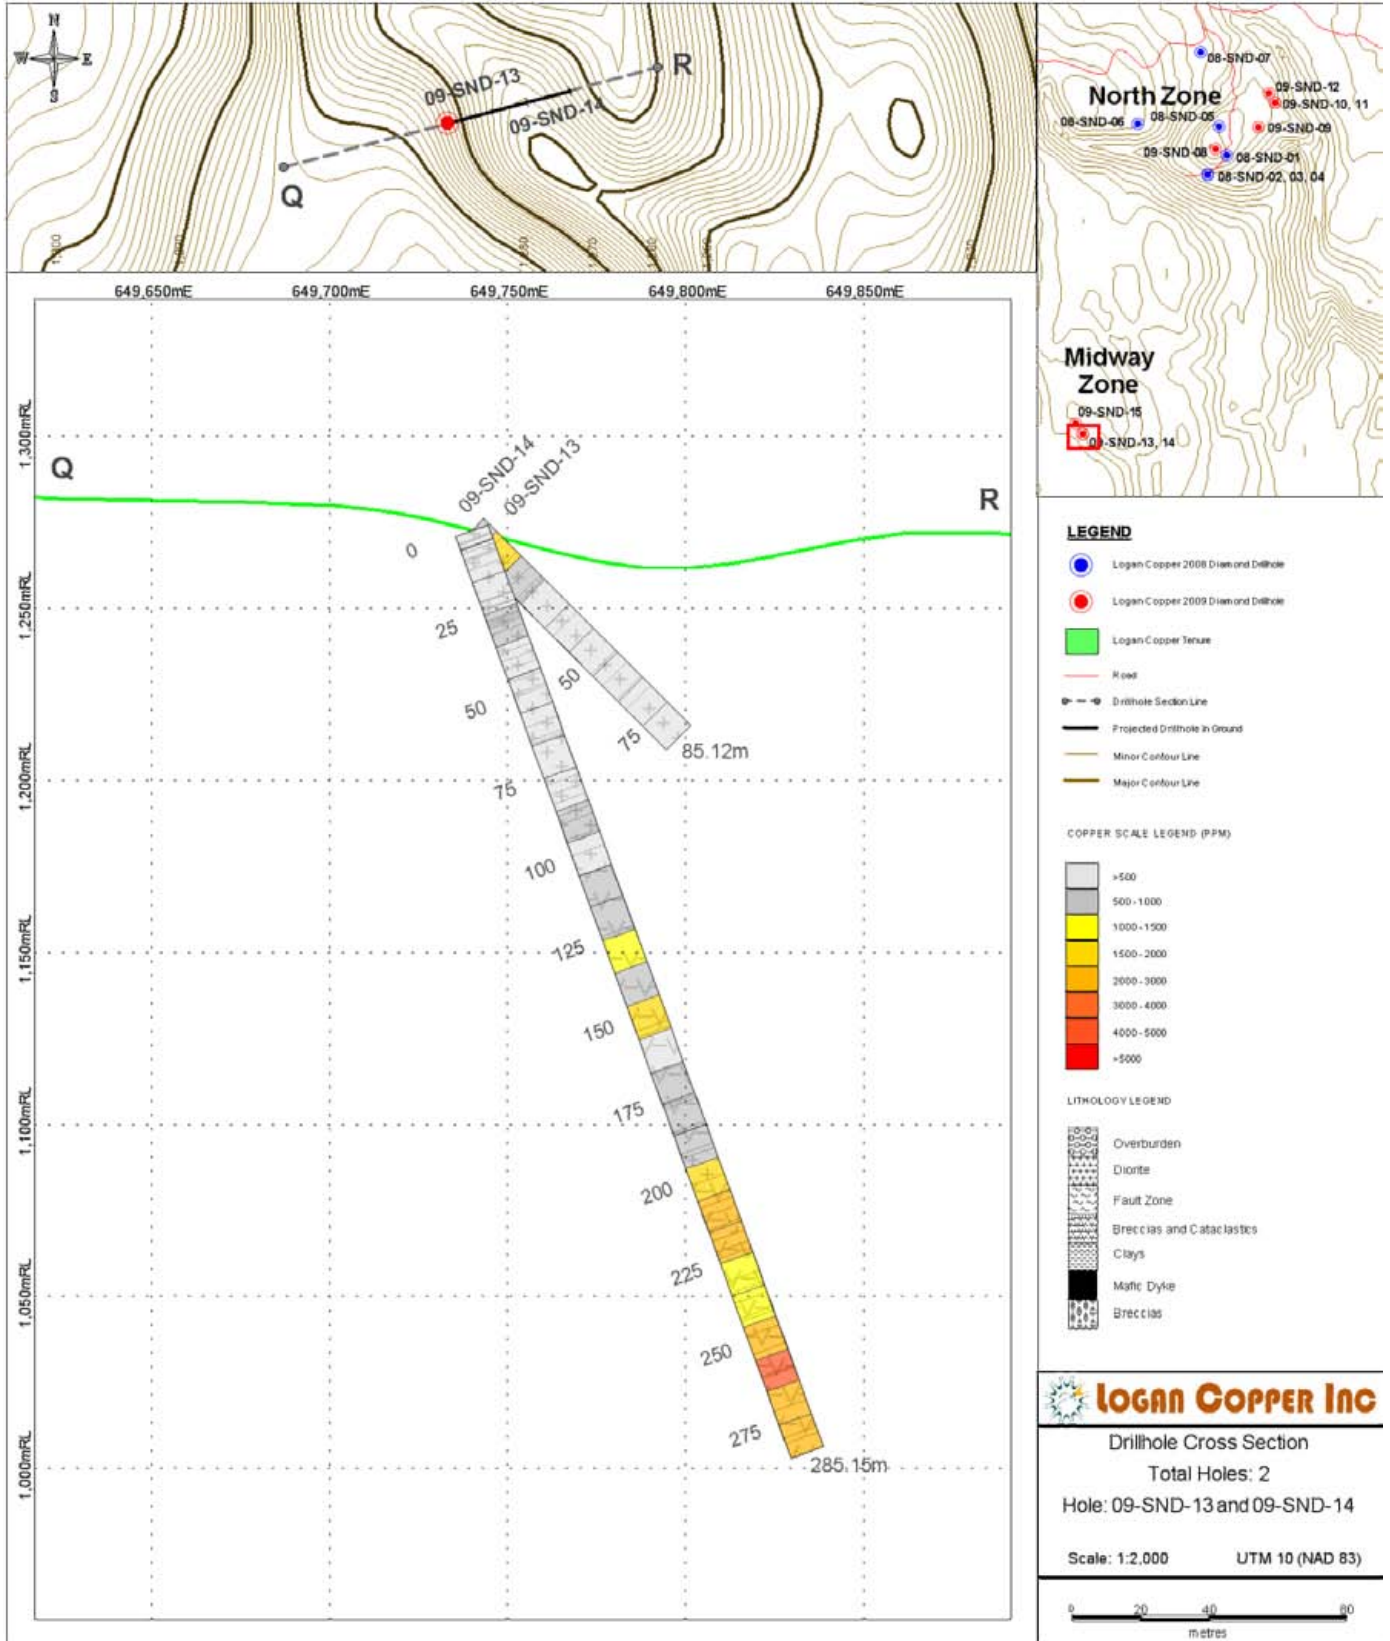 N
W E
S
09-SND-13
09-SND-14
R
Q
1,300
08-SND-07
09-SND-12
North Zone
09-SND-10, 11
08-SND-06
08-SND-05
09-SND-09
09-SND-08
08-SND-01
08-SND-02, 03, 04
Midway
Zone
09-SND-15
09-SND-13, 14
649,650mE 649,700mE 649,750mE 649,800mE 649,850mE
1,300mRL
1,250mRL
1,200mRL
1,150mRL
1,100mRL
1,050mRL
1,000mRL
Q
R
09-SND-14
09-SND-13
0
25
50
75
100
125
150
175
200
225
250
275
285.15m
50
75
85.12m
LEGEND
Logan Copper 2008 Diamond Drillhole
Logan Copper 2009 Diamond Drillhole
Logan Copper Tenure
Road
Drillhole Section Line
Projected Drillhole In Ground
Minor Contour Line
Major Contour Line
COPPER SCALE LEGEND (PPM)
>500
500 - 1000
1000 - 1500
1500 - 2000
2000 - 3000
3000 - 4000
4000 - 5000
>5000
LITHOLOGY LEGEND
Overburden
Diorite
Fault Zone
Breccias and Cataclastics
Clays
Mafic Dyke
Breccias
LOGAN COPPER INC
Drillhole Cross Section
Total Holes: 2
Hole: 09-SND-13 and 09-SND-14
Scale: 1:2,000 UTM 10 (NAD 83)
0 20 40 80
metres